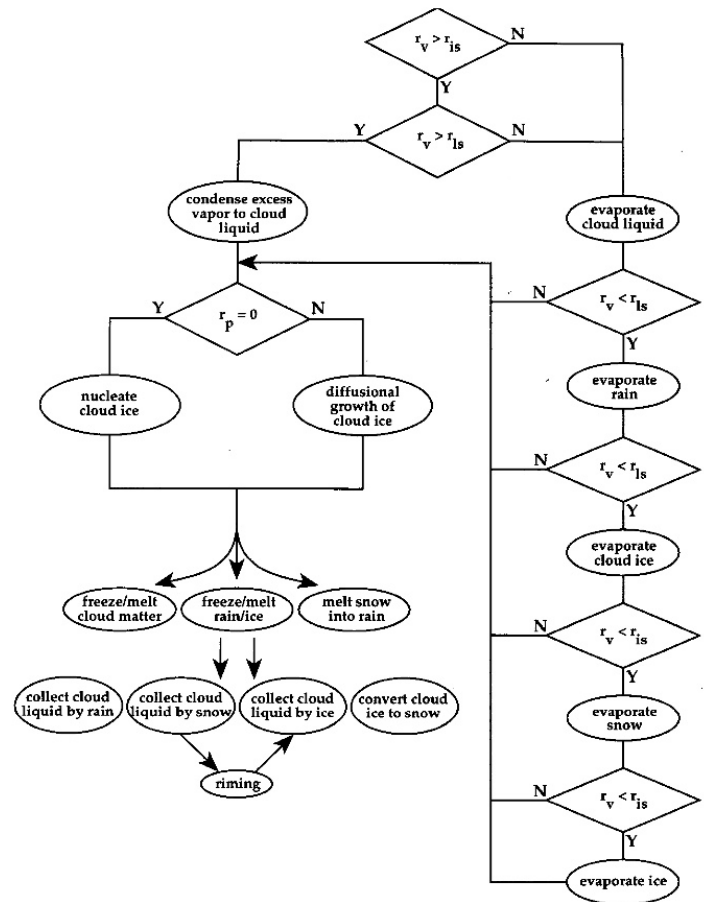 r_v > r_is
N
Y
Y
r_v > r_ls
N
condense excess
vapor to cloud
liquid
evaporate
cloud liquid
Y
r_p = 0
N
N
r_v < r_ls
Y
nucleate
cloud ice
diffusional
growth of
cloud ice
evaporate
rain
N
r_v < r_ls
Y
evaporate
cloud ice
freeze/melt
cloud matter
freeze/melt
rain/ice
melt snow
into rain
N
r_v < r_is
Y
collect cloud
liquid by rain
collect cloud
liquid by snow
collect cloud
liquid by ice
convert cloud
ice to snow
evaporate
snow
riming
N
r_v < r_is
Y
evaporate ice